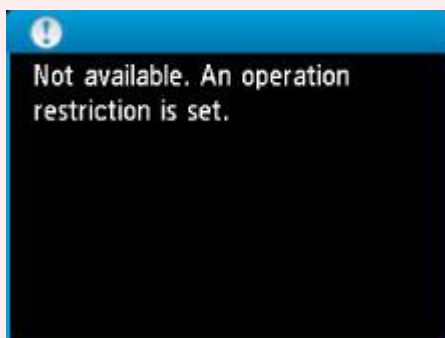 Not available. An operation
restriction is set.